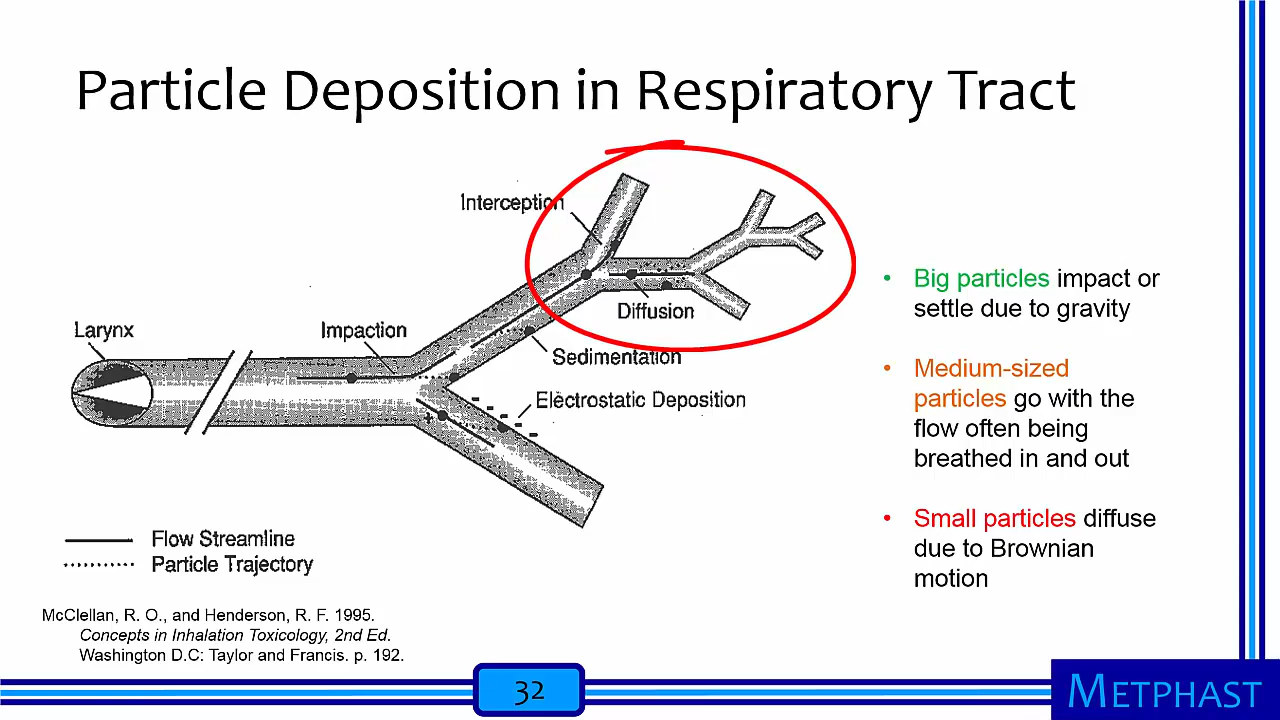 Particle Deposition in Respiratory Tract
Interception
Diffusion
Larynx
Impaction
Sedimentation
Electrostatic Deposition
+
Flow Streamline
Particle Trajectory
• Big particles impact or
settle due to gravity
• Medium-sized
particles go with the
flow often being
breathed in and out
• Small particles diffuse
due to Brownian
motion
McClellan, R. O., and Henderson, R. F. 1995.
Concepts in Inhalation Toxicology, 2nd Ed.
Washington D.C: Taylor and Francis. p. 192.
32
METPHAST